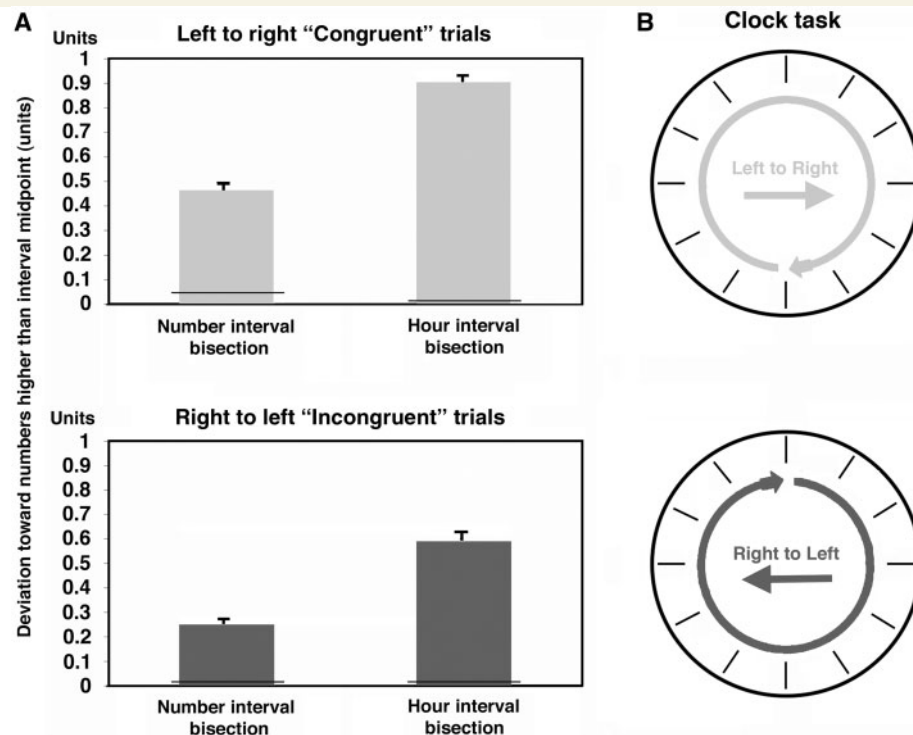 A
Units
Left to right “Congruent” trials
Deviation toward numbers higher than interval midpoint (units)
1
0.9
0.8
0.7
0.6
0.5
0.4
0.3
0.2
0.1
0
Number interval
bisection
Hour interval
bisection
Units
Right to left “Incongruent” trials
1
0.9
0.8
0.7
0.6
0.5
0.4
0.3
0.2
0.1
0
Number interval
bisection
Hour interval
bisection
B
Clock task
Left to Right
Right to Left